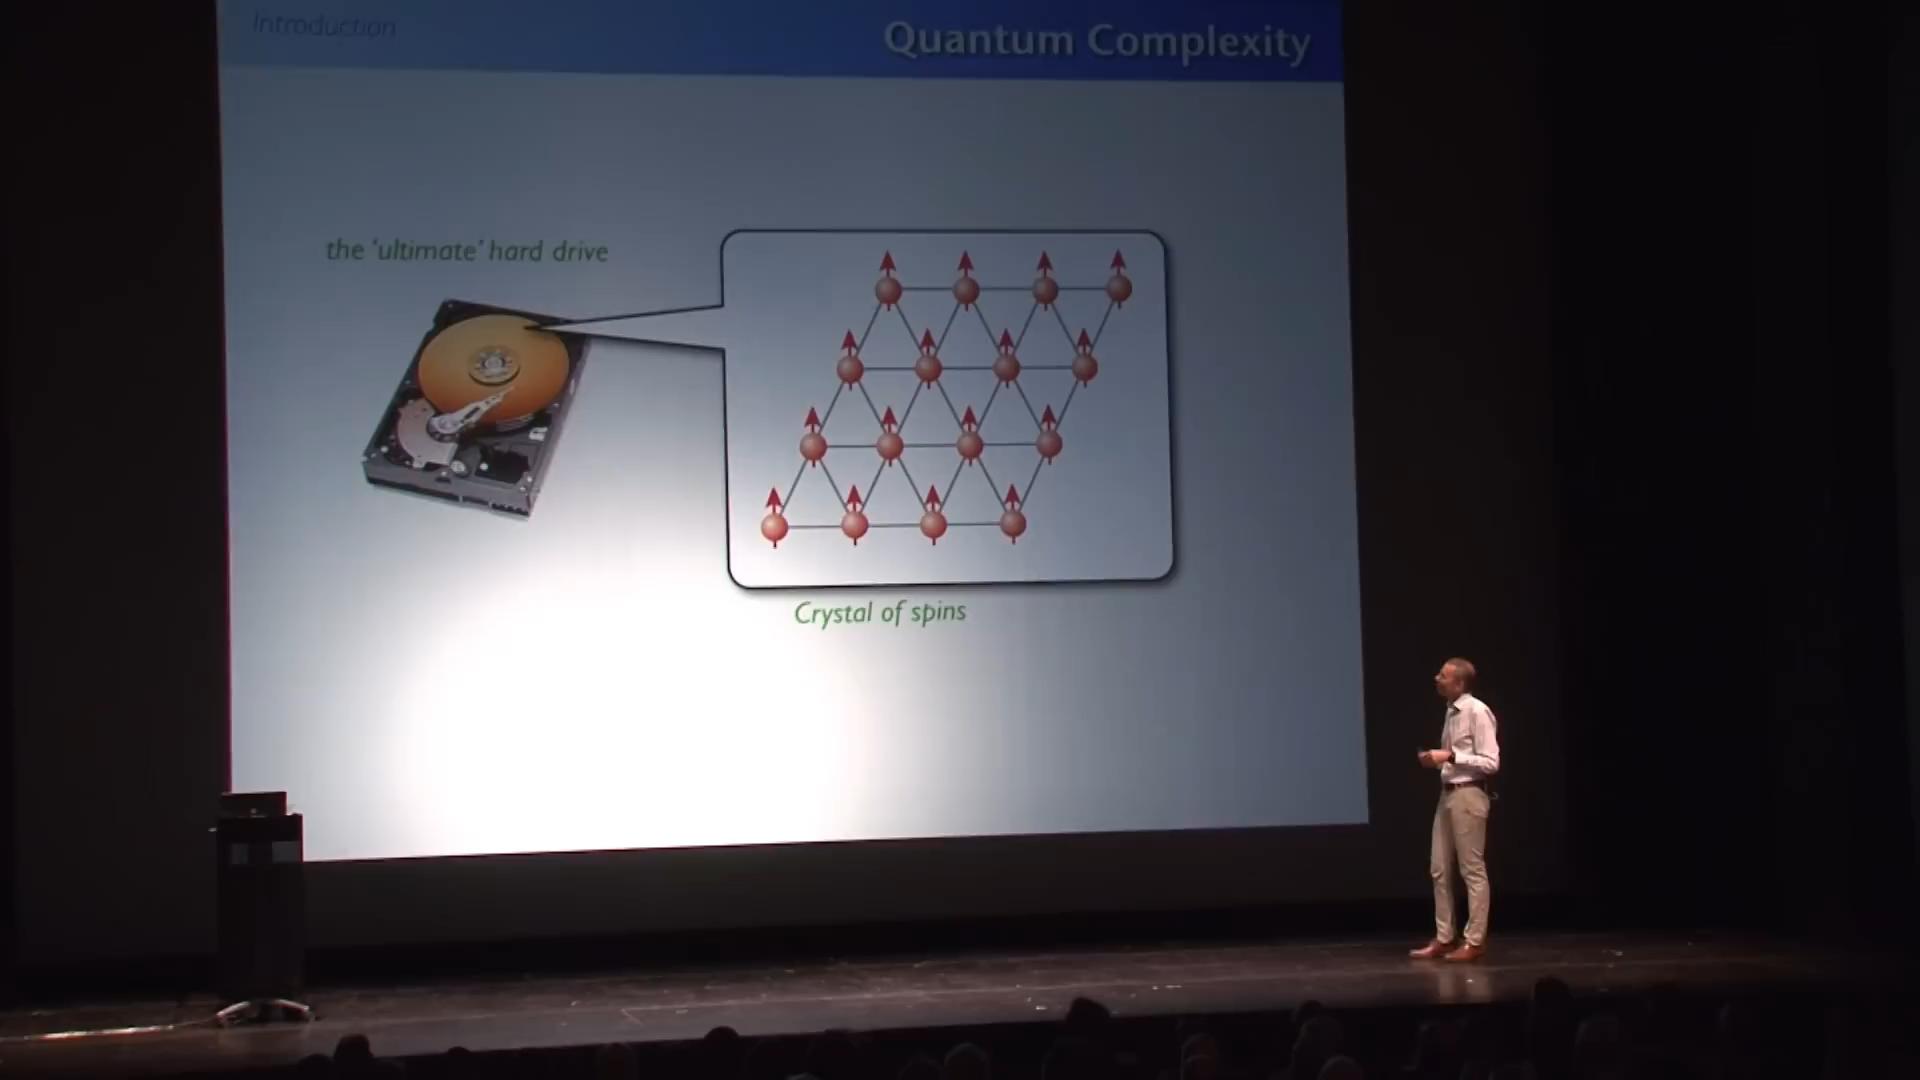 Introduction
Quantum Complexity
the ‘ultimate’ hard drive
Crystal of spins